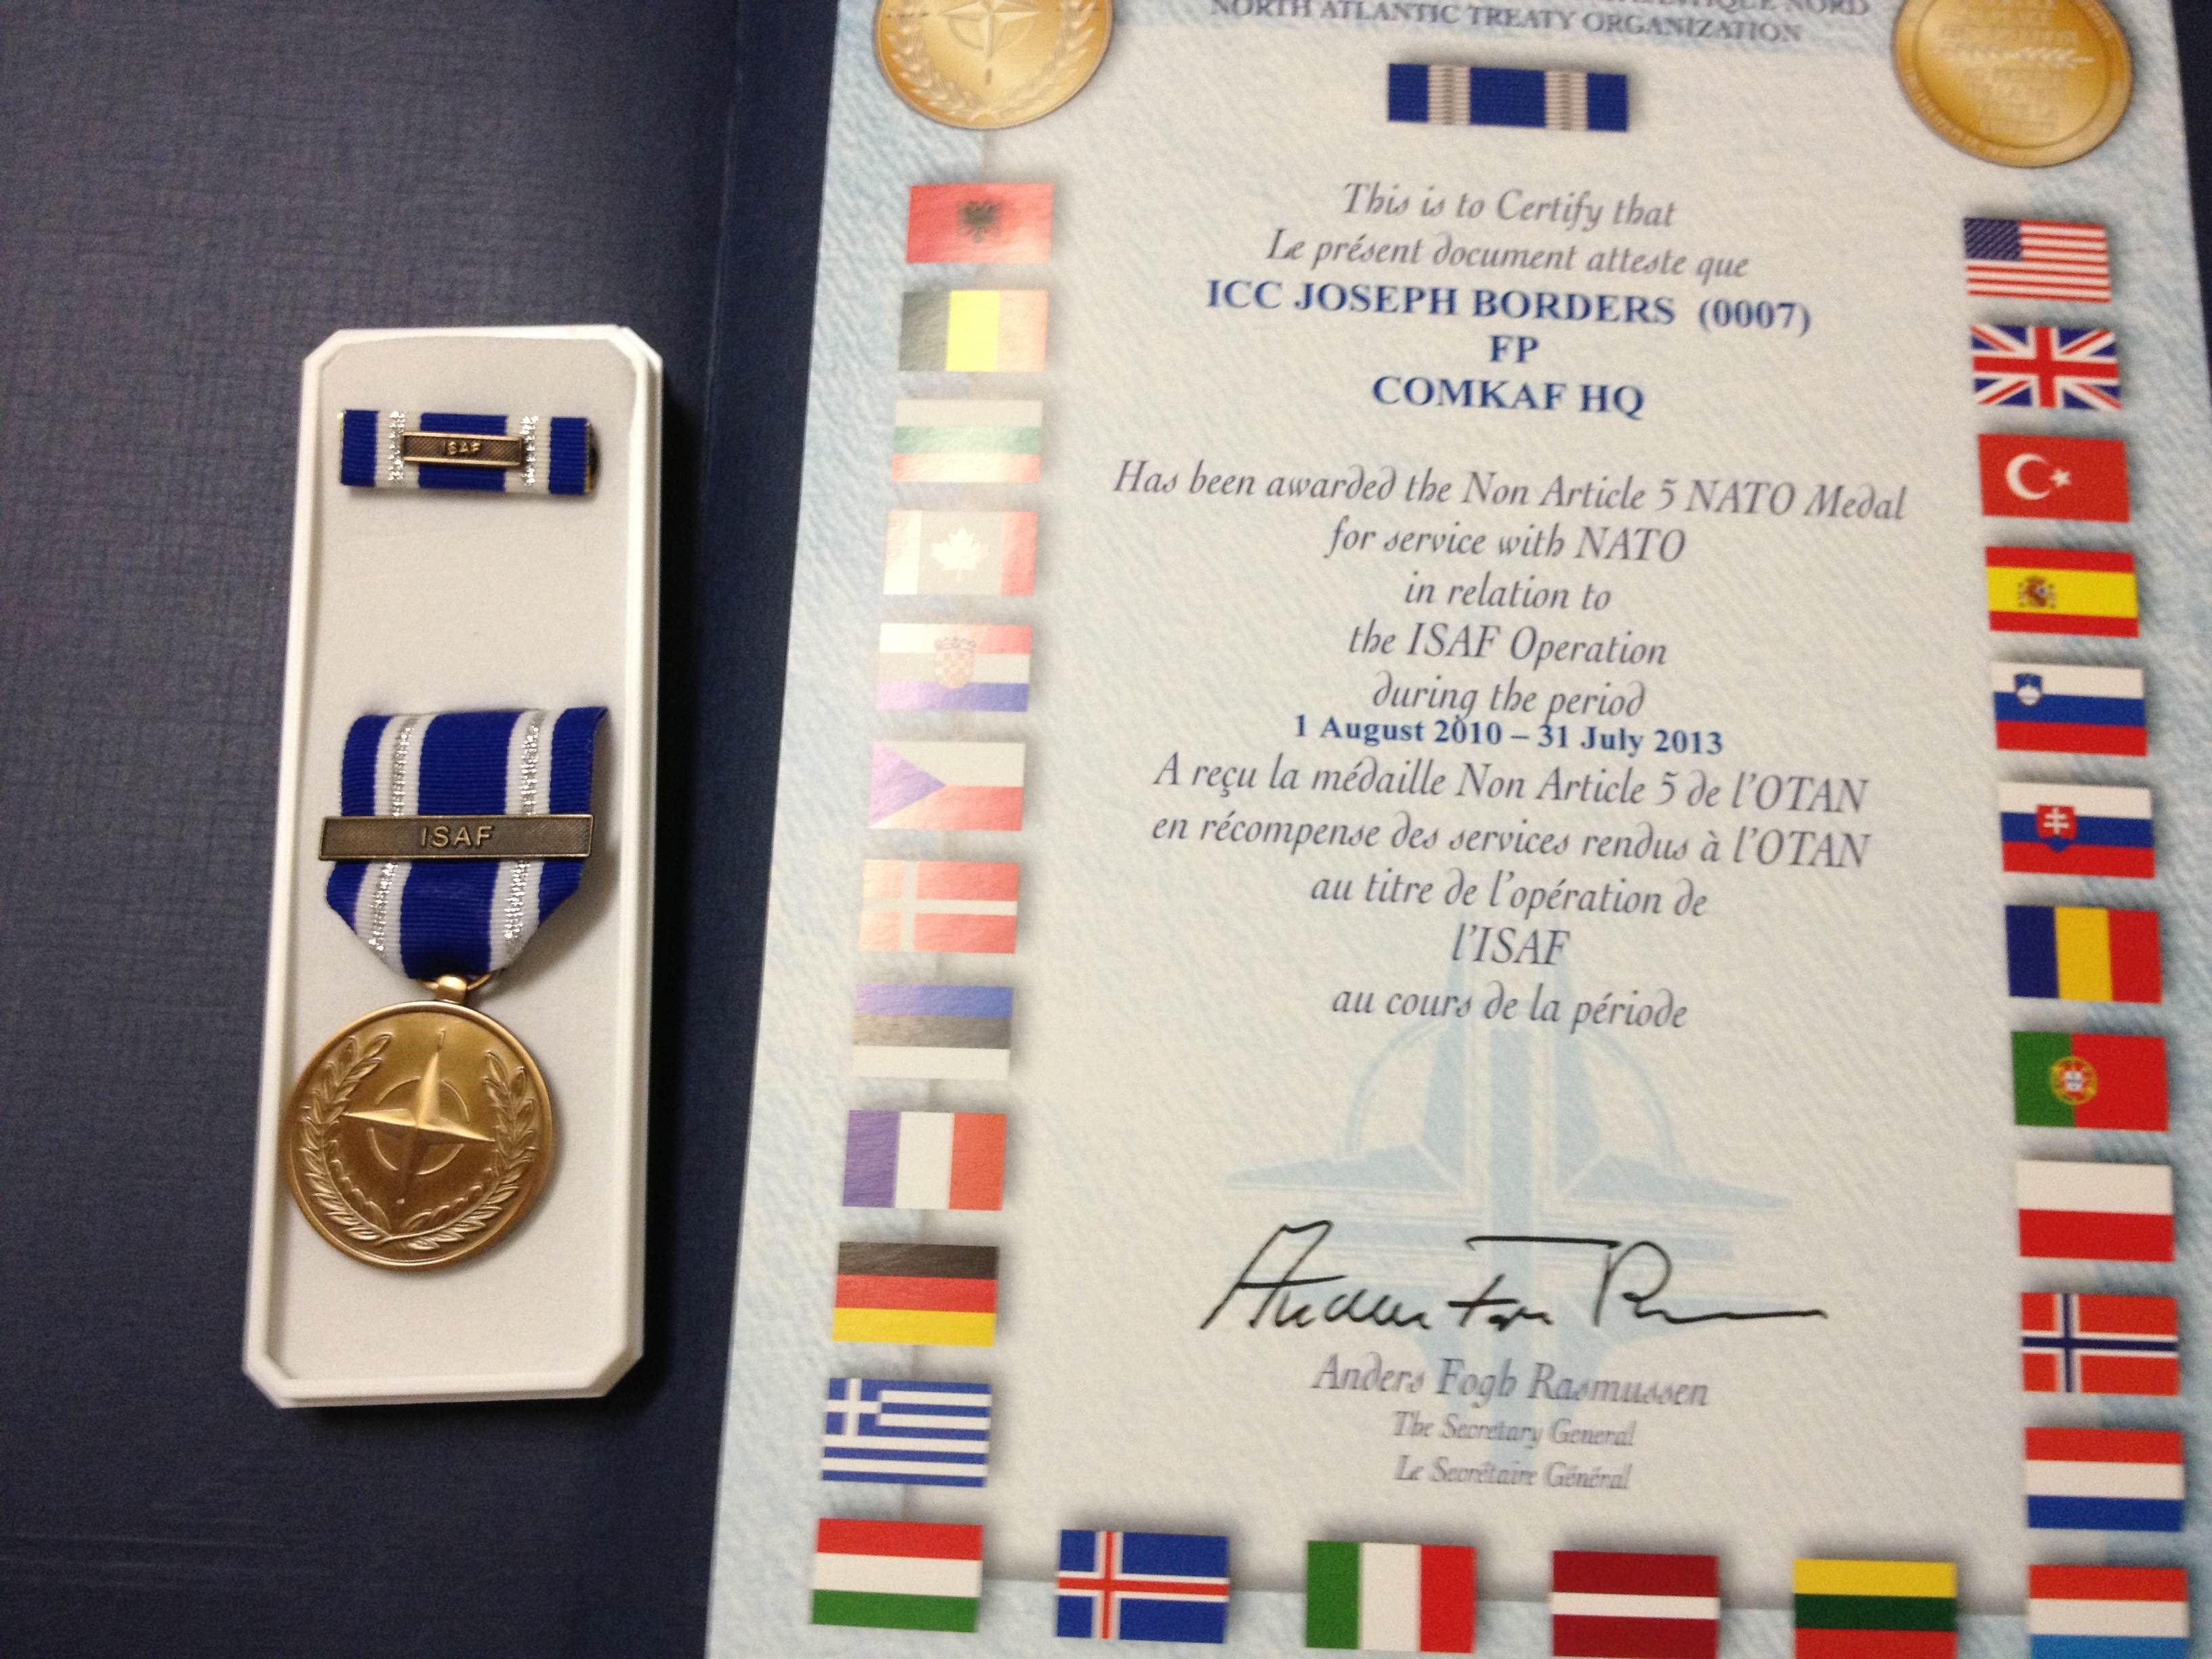 NORD
NORTH ATLANTIC TREATY ORGANIZATION
This is to Certify that
Le présent document atteste que
ICC JOSEPH BORDERS (0007)
FP
COMKAF HQ
Has been awarded the Non Article 5 NATO Medal
for service with NATO
in relation to
the ISAF Operation
during the period
1 August 2010 – 31 July 2013
A reçu la médaille Non Article 5 de l'OTAN
en récompense des services rendus à l'OTAN
au titre de l'opération de
l'ISAF
au cours de la période
Anders Fogh Rasmussen
The Secretary General
Le Secrétaire Général
ISAF
ISAF